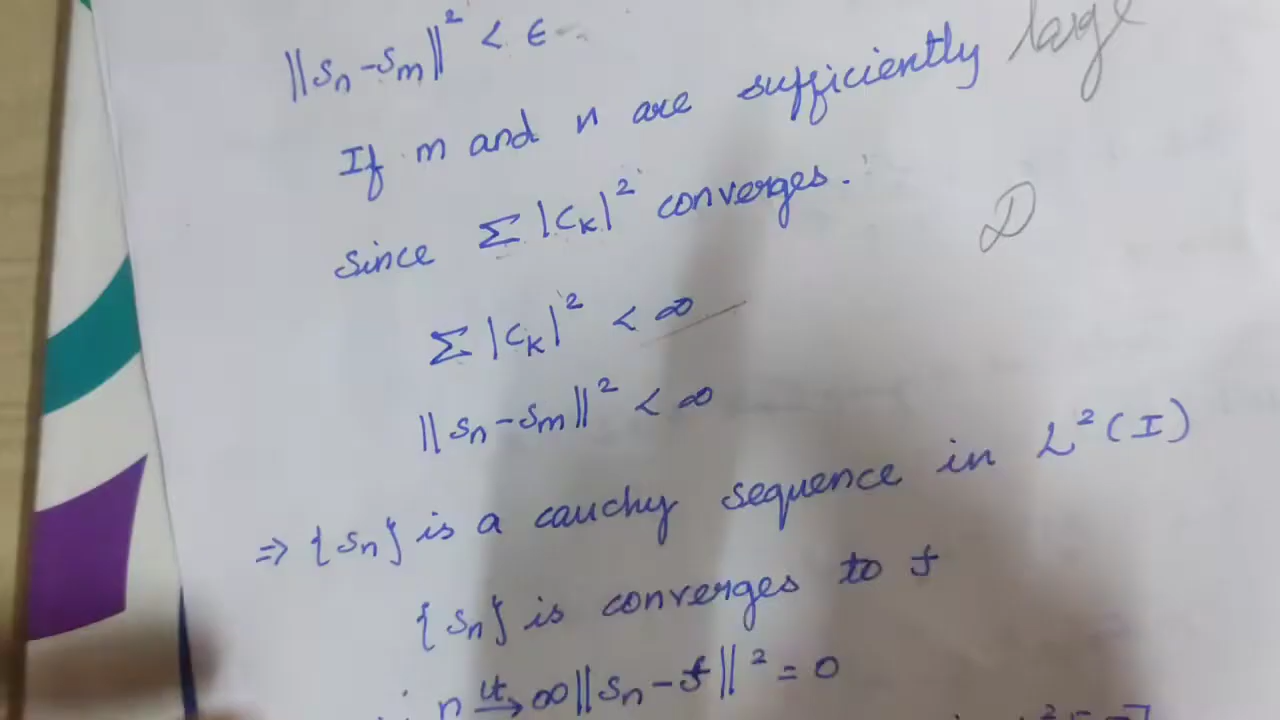 ||Sn - Sm||² < ε
If m and n are sufficiently large
since Σ |CK|² converges.
D
Σ |CK|² < ∞
||Sn - Sm||² < ∞
⇒ {Sn} is a cauchy sequence in L²(I)
{Sn} is converges to f
n lt→ ∞ ||Sn - f||² = 0